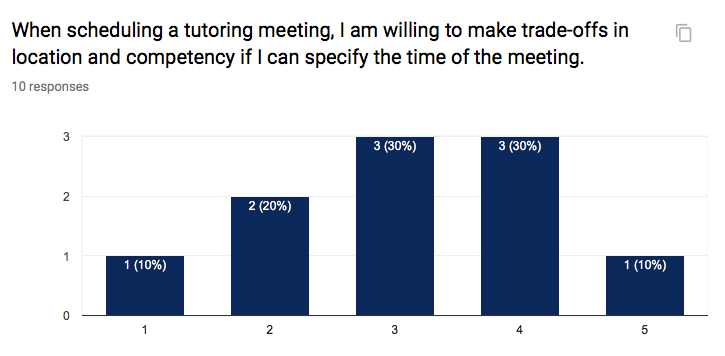 When scheduling a tutoring meeting, I am willing to make trade-offs in
location and competency if I can specify the time of the meeting.
10 responses
3
2
1
0
1 (10%)
2 (20%)
3 (30%)
3 (30%)
1 (10%)
1 2 3 4 5